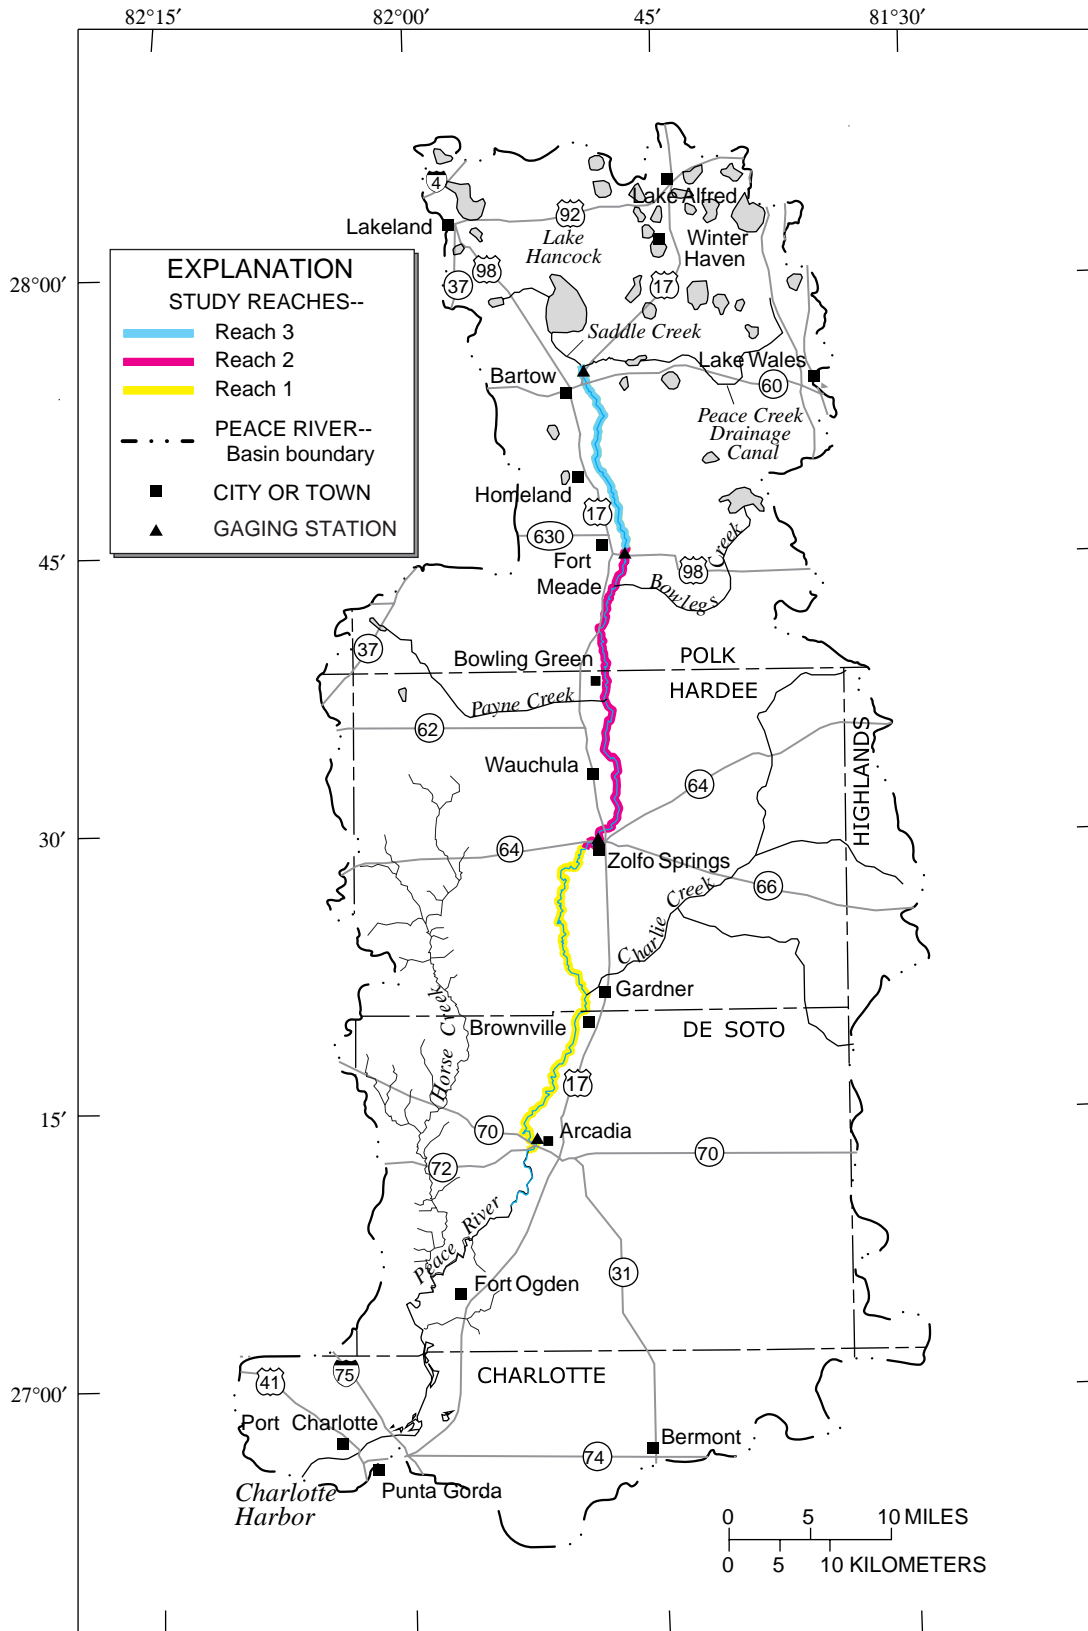 82°15′ 82°00′ 45′ 81°30′
4
Lake Alfred
92
Lakeland
Lake
Hancock
Winter
Haven
EXPLANATION
STUDY REACHES--
Reach 3
Reach 2
Reach 1
PEACE RIVER--
Basin boundary
CITY OR TOWN
GAGING STATION
28°00′
98
37
17
Saddle Creek
Lake Wales
Bartow
60
Peace Creek
Drainage
Canal
Homeland
17
630
Fort
Meade
98
Bowlegs Creek
45′
37
Bowling Green
POLK
HARDEE
Payne Creek
62
Wauchula
64
HIGHLANDS
30′
64
Zolfo Springs
66
Charlie Creek
Gardner
Horse Creek
Brownville
DE SOTO
17
15′
70
Arcadia
72
70
Peace River
31
Fort Ogden
75
41
CHARLOTTE
27°00′
Port Charlotte
Bermont
74
Punta Gorda
Charlotte
Harbor
0 5 10 MILES
0 5 10 KILOMETERS